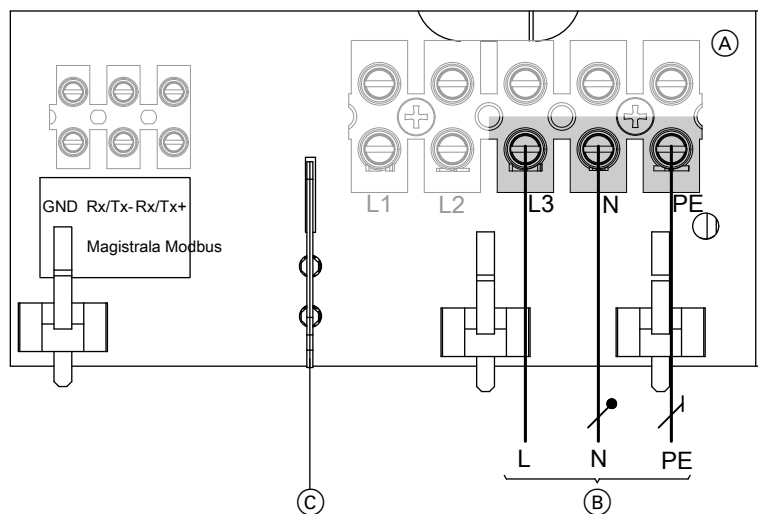 Ⓐ
L1 L2 L3 N PE
GND Rx/Tx- Rx/Tx+
Magistrala Modbus
L N PE
Ⓒ Ⓑ